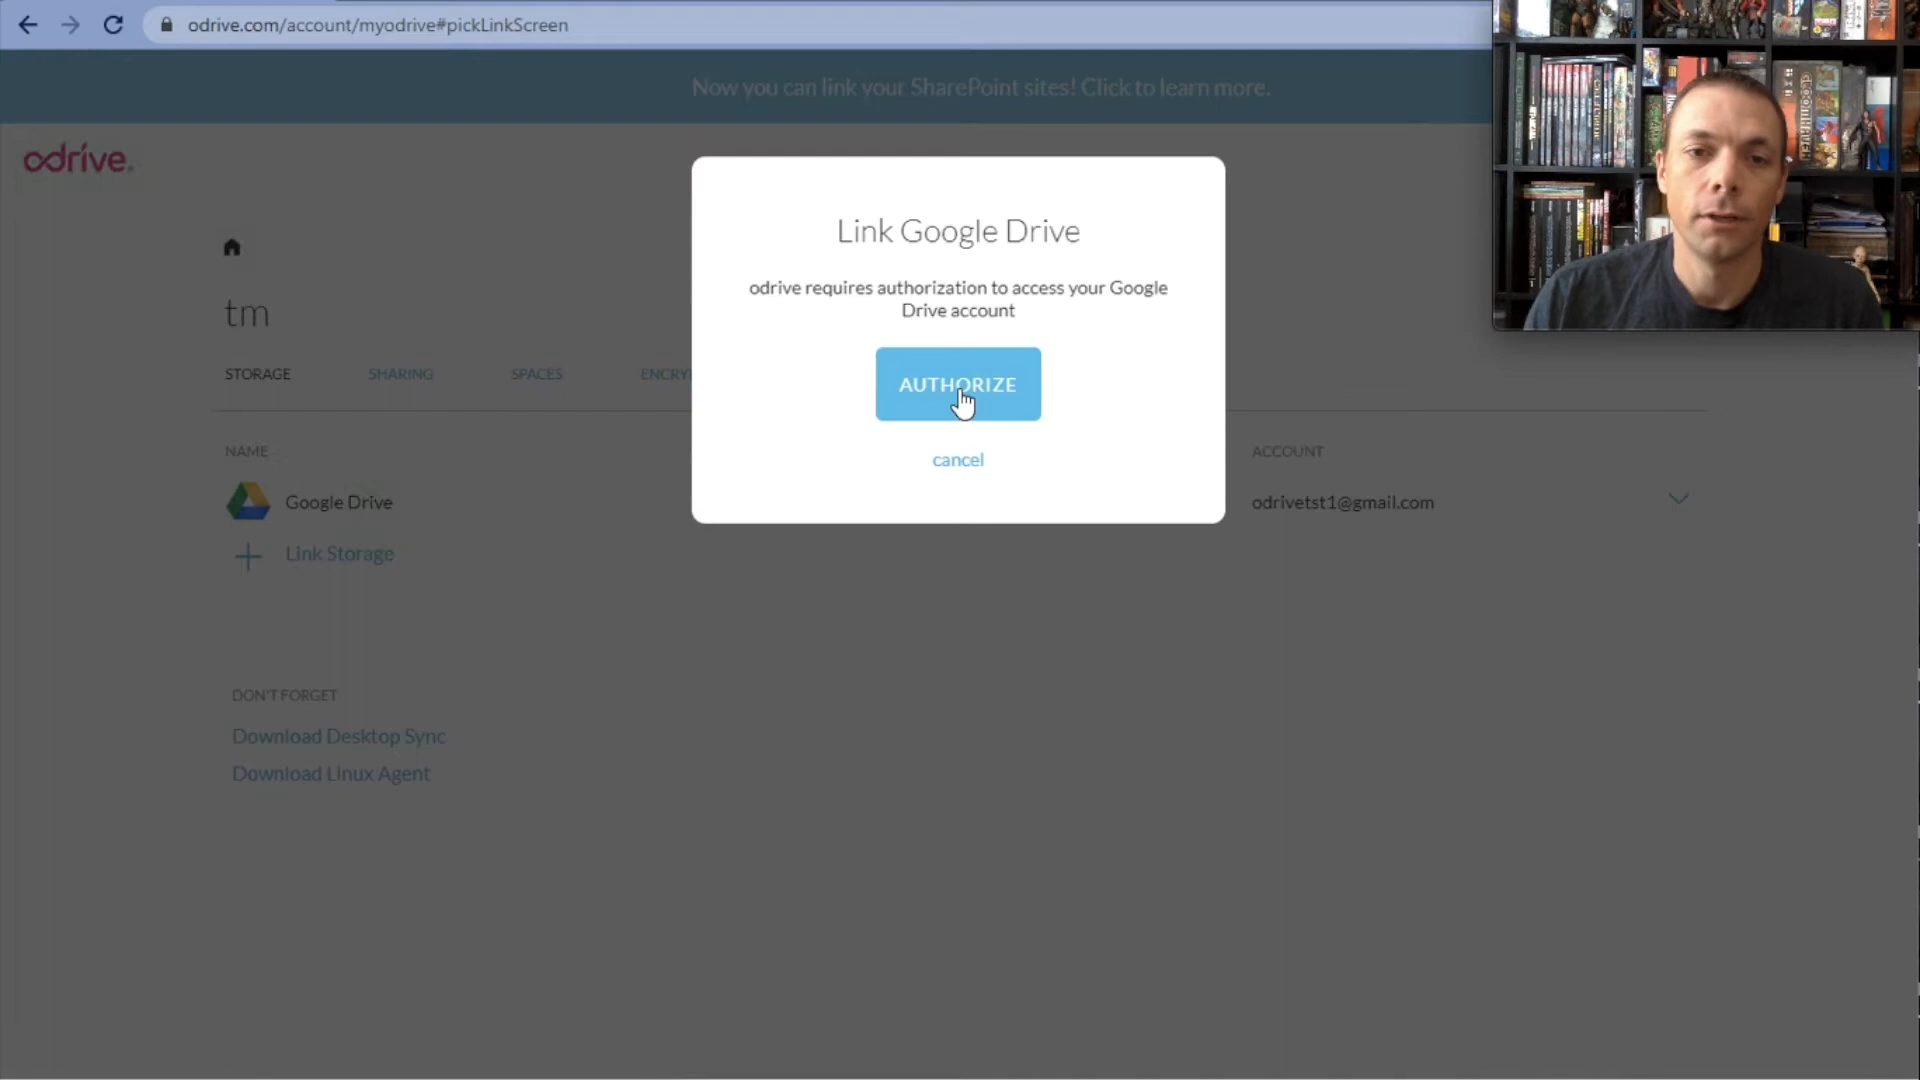 odrive.com/account/myodrive#pickLinkScreen
Now you can link your SharePoint sites! Click to learn more.
odrive.
Link Google Drive
odrive requires authorization to access your Google
Drive account
AUTHORIZE
cancel
tm
STORAGE
SHARING
SPACES
ENCRY
NAME
ACCOUNT
Google Drive
odrivetst1@gmail.com
Link Storage
DON'T FORGET
Download Desktop Sync
Download Linux Agent